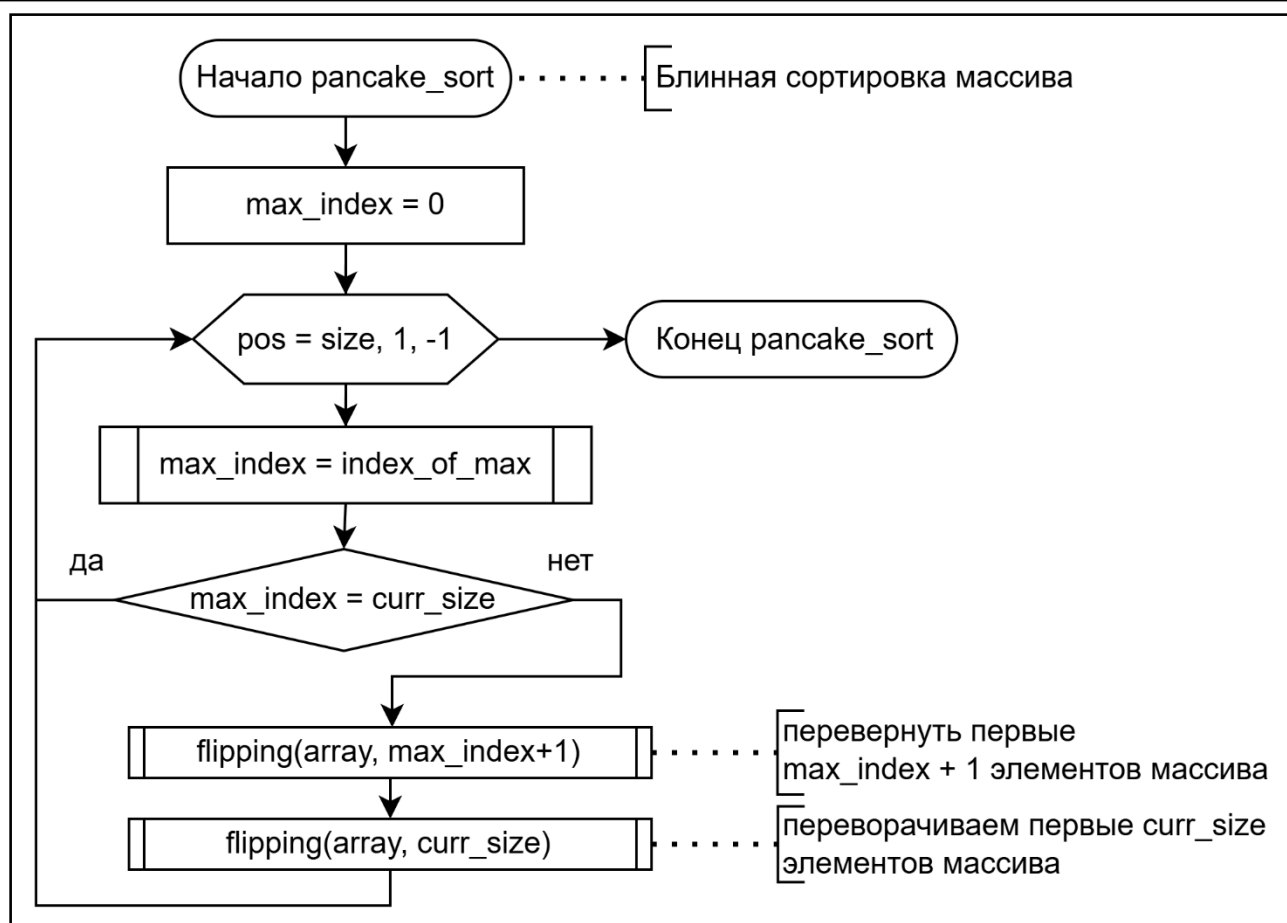 Начало pancake_sort
Блинная сортировка массива
max_index = 0
pos = size, 1, -1
Конец pancake_sort
max_index = index_of_max
да
нет
max_index = curr_size
flipping(array, max_index+1)
перевернуть первые
max_index + 1 элементов массива
flipping(array, curr_size)
переворачиваем первые curr_size
элементов массива